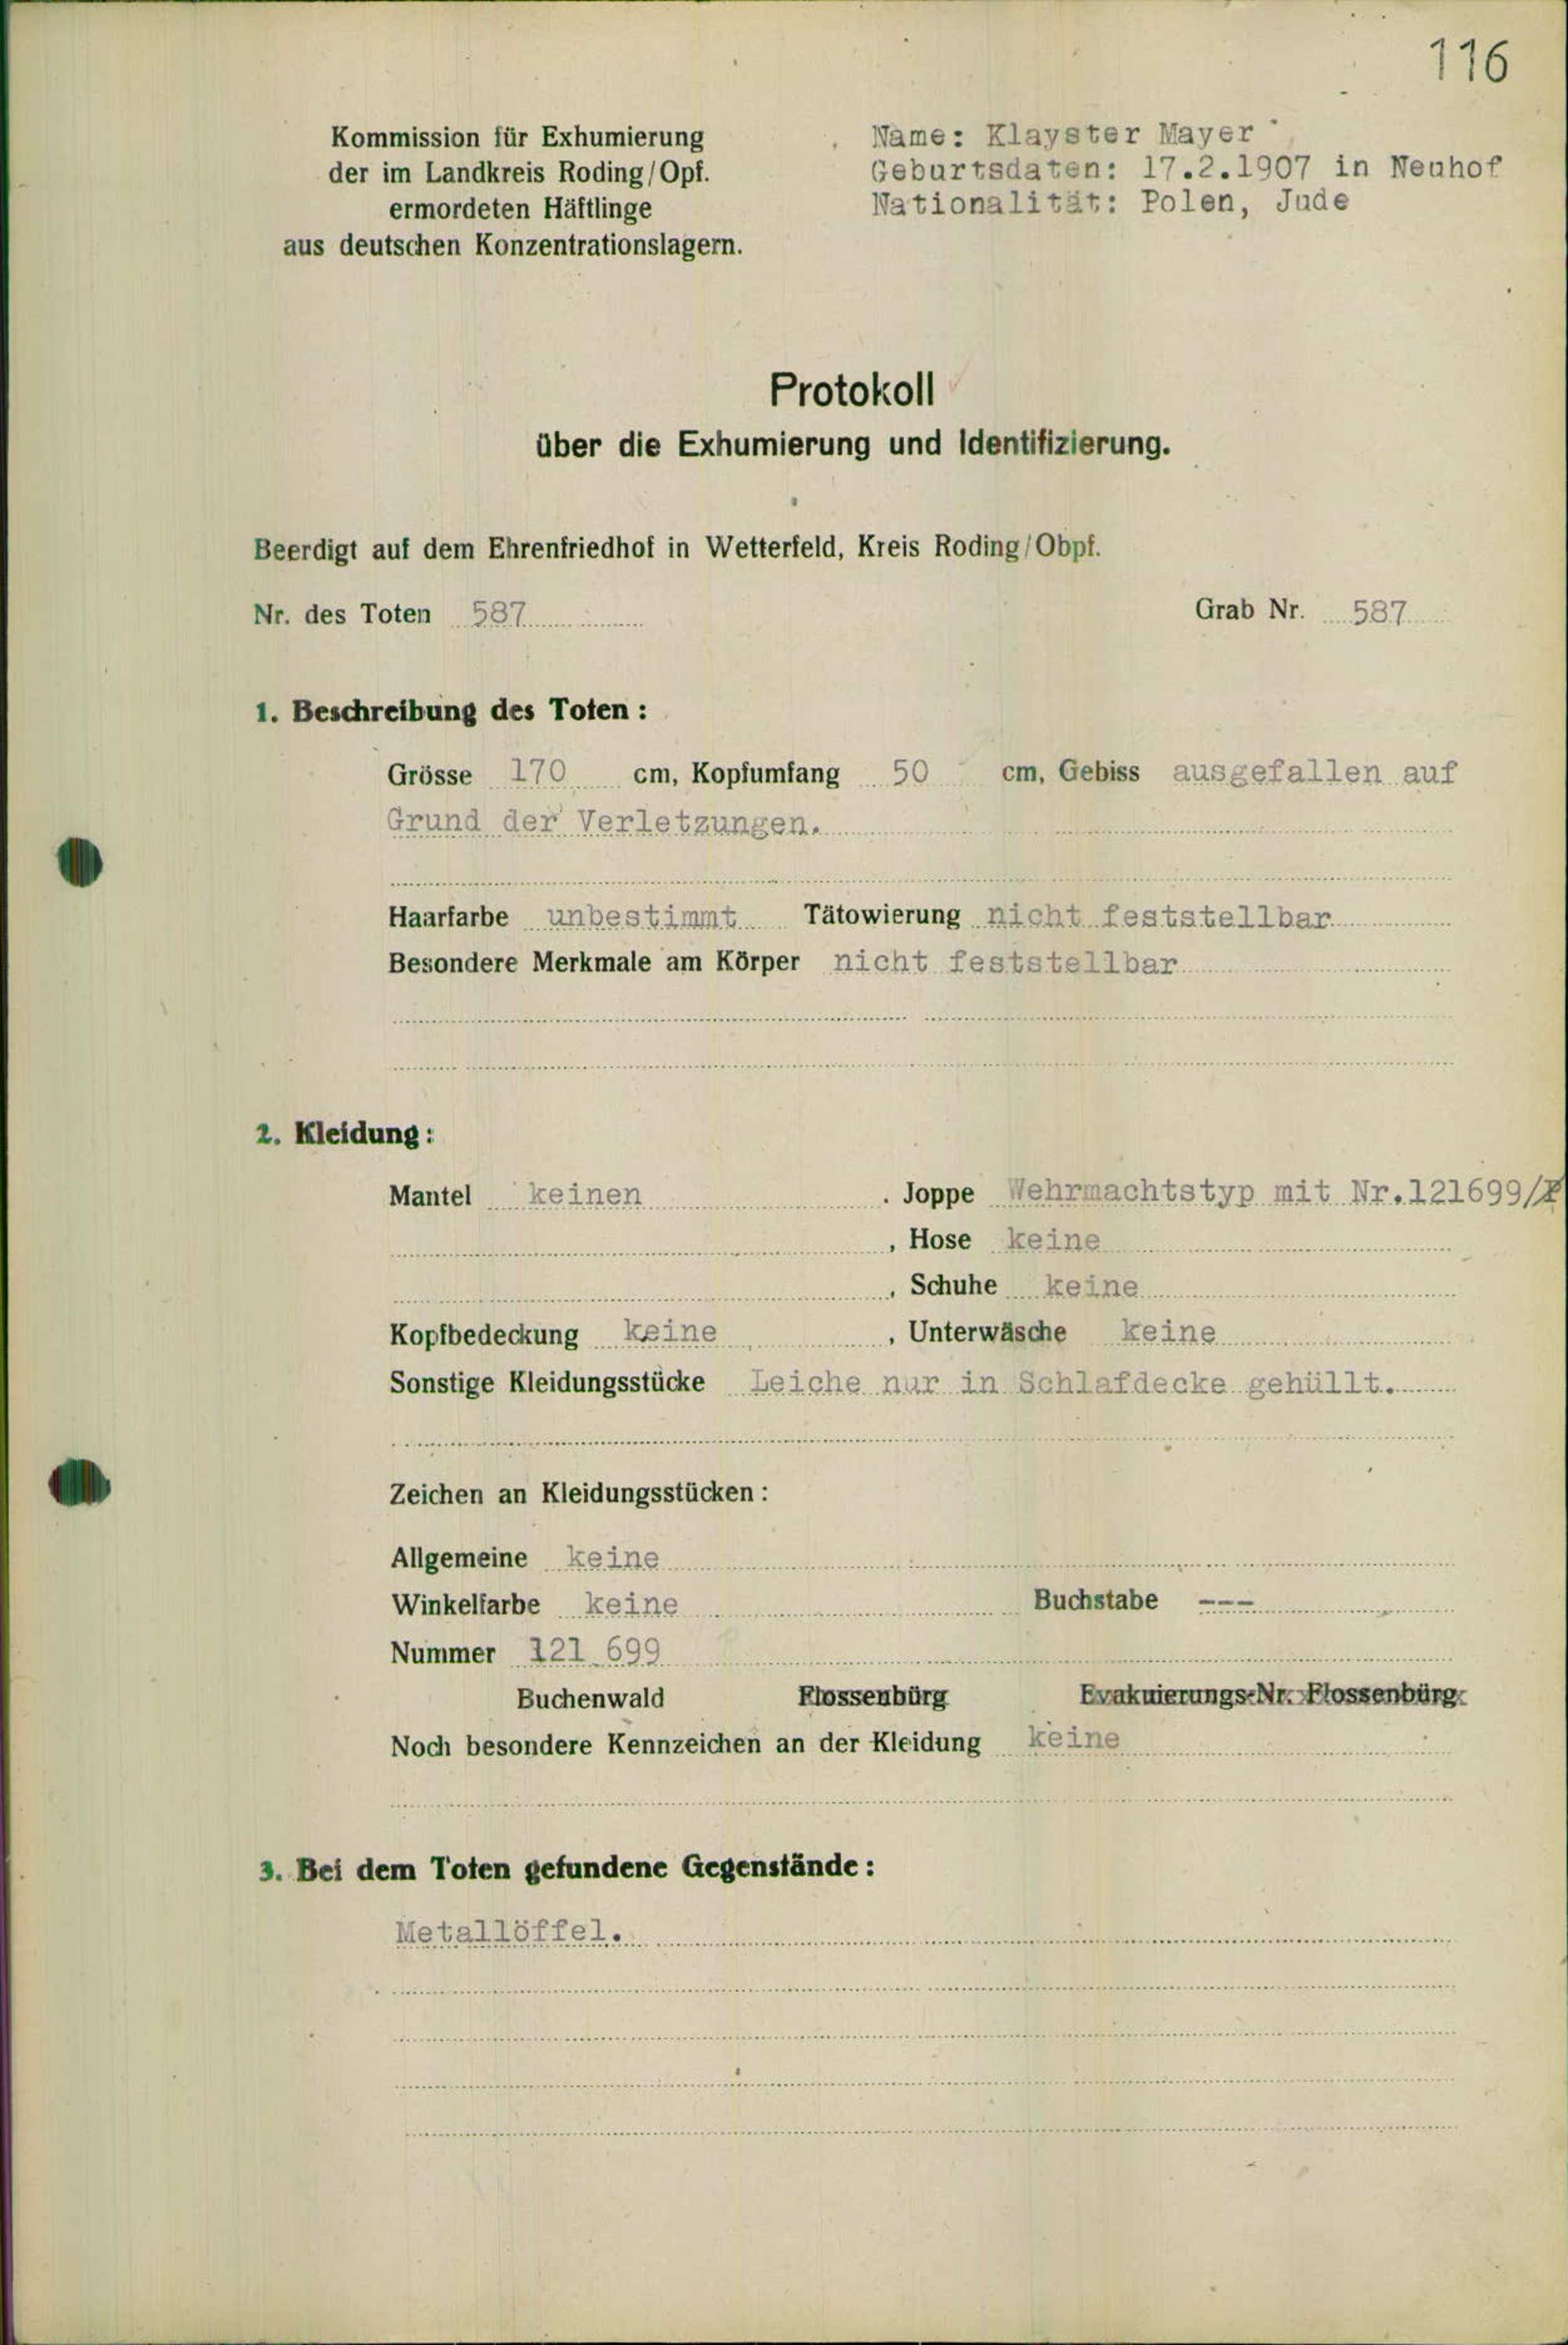 116
Kommission für Exhumierung
der im Landkreis Roding/Opf.
ermordeten Häftlinge
aus deutschen Konzentrationslagern.
Name: Klayster Mayer
Geburtsdaten: 17.2.1907 in Neuhof
Nationalität: Polen, Jude
Protokoll
über die Exhumierung und Identifizierung.
Beerdigt auf dem Ehrenfriedhof in Wetterfeld, Kreis Roding/Obpf.
Nr. des Toten 587 Grab Nr. 587
1. Beschreibung des Toten :
Grösse 170 cm, Kopfumfang 50 cm, Gebiss ausgefallen auf
Grund der Verletzungen.
Haarfarbe unbestimmt Tätowierung nicht feststellbar
Besondere Merkmale am Körper nicht feststellbar
2. Kleidung :
Mantel keinen . Joppe Wehrmachtstyp mit Nr.121699/
, Hose keine
, Schuhe keine
Kopfbedeckung keine , Unterwäsche keine
Sonstige Kleidungsstücke Leiche nur in Schlafdecke gehüllt.
Zeichen an Kleidungsstücken :
Allgemeine keine
Winkelfarbe keine Buchstabe ---
Nummer 121 699
Buchenwald Flossenbürg Evakuierungs-Nr. Flossenbürg
Noch besondere Kennzeichen an der Kleidung keine
3. Bei dem Toten gefundene Gegenstände :
Metallöffel.